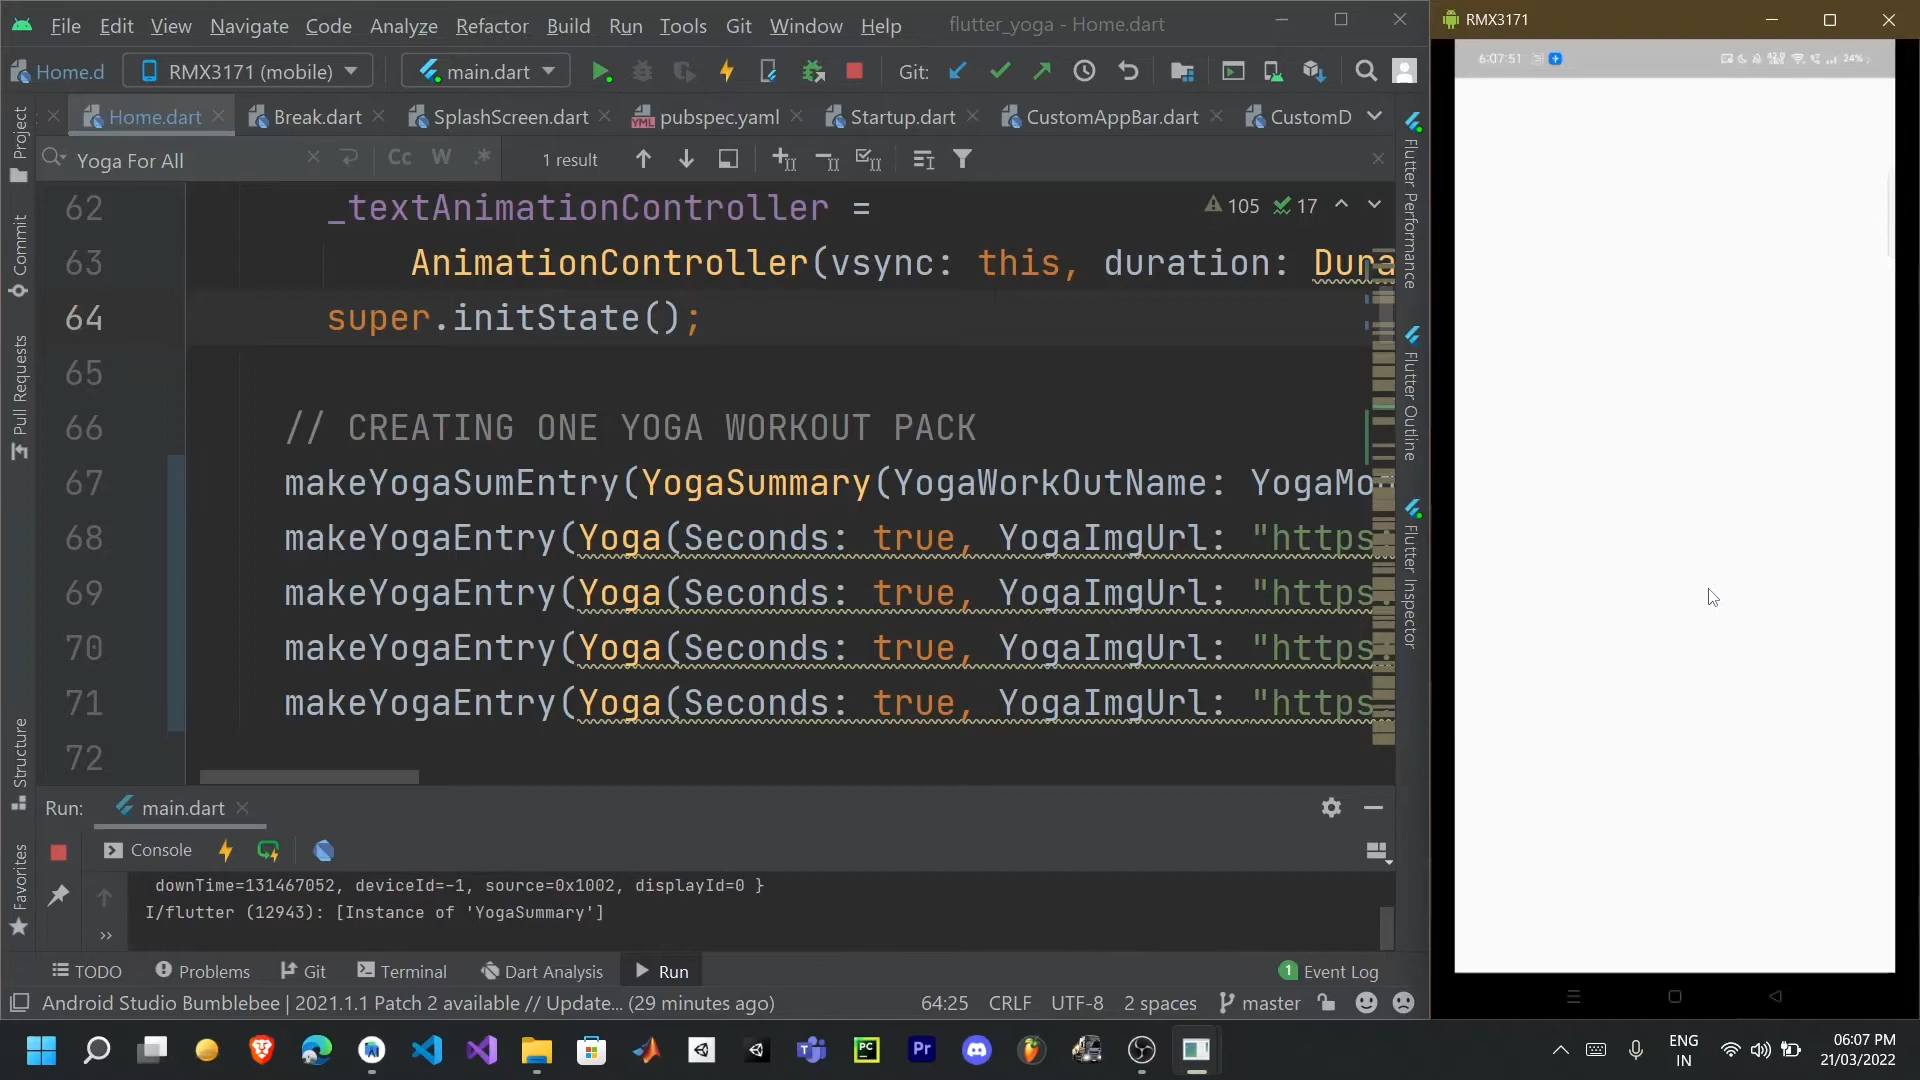 File Edit View Navigate Code Analyze Refactor Build Run Tools Git Window Help flutter_yoga - Home.dart
RMX3171
Home.d RMX3171 (mobile) main.dart Git:
6:07:51 24%
Home.dart Break.dart SplashScreen.dart pubspec.yaml Startup.dart CustomAppBar.dart CustomD
Yoga For All Cc W .* 1 result
62 _textAnimationController = 105 17
63 AnimationController(vsync: this, duration: Dura
64 super.initState();
65
66 // CREATING ONE YOGA WORKOUT PACK
67 makeYogaSumEntry(YogaSummary(YogaWorkOutName: YogaMo
68 makeYogaEntry(Yoga(Seconds: true, YogaImgUrl: "https
69 makeYogaEntry(Yoga(Seconds: true, YogaImgUrl: "https
70 makeYogaEntry(Yoga(Seconds: true, YogaImgUrl: "https
71 makeYogaEntry(Yoga(Seconds: true, YogaImgUrl: "https
72
Project
Commit
Pull Requests
Structure
Favorites
Flutter Performance
Flutter Outline
Flutter Inspector
Run: main.dart
Console
downTime=131467052, deviceId=-1, source=0x1002, displayId=0 }
I/flutter (12943): [Instance of 'YogaSummary']
TODO Problems Git Terminal Dart Analysis Run 1 Event Log
Android Studio Bumblebee | 2021.1.1 Patch 2 available // Update... (29 minutes ago) 64:25 CRLF UTF-8 2 spaces master
ENG
IN
06:07 PM
21/03/2022